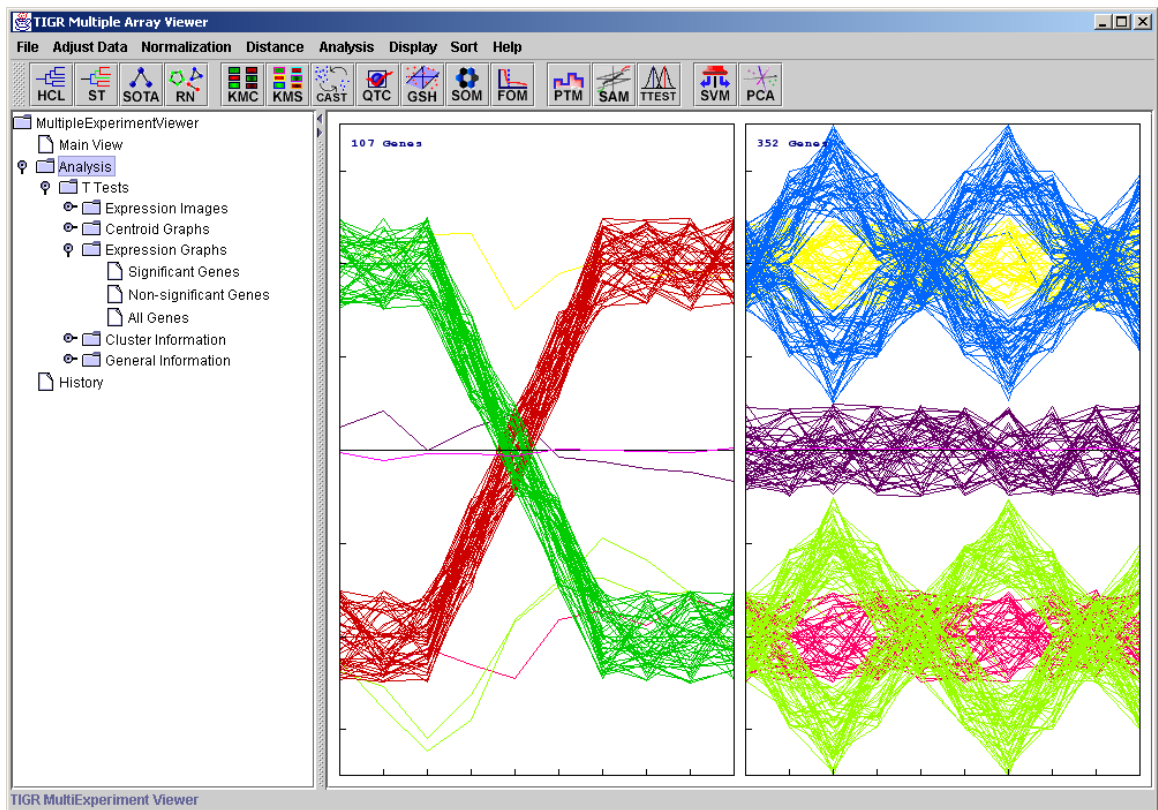 TIGR Multiple Array Viewer
File Adjust Data Normalization Distance Analysis Display Sort Help
HCL ST SOTA RN KMC KMS CAST QTC GSH SOM FOM PTM SAM TTEST SVM PCA
MultipleExperimentViewer
Main View
Analysis
T Tests
Expression Images
Centroid Graphs
Expression Graphs
Significant Genes
Non-significant Genes
All Genes
Cluster Information
General Information
History
107 Genes
352 Genes
TIGR MultiExperiment Viewer